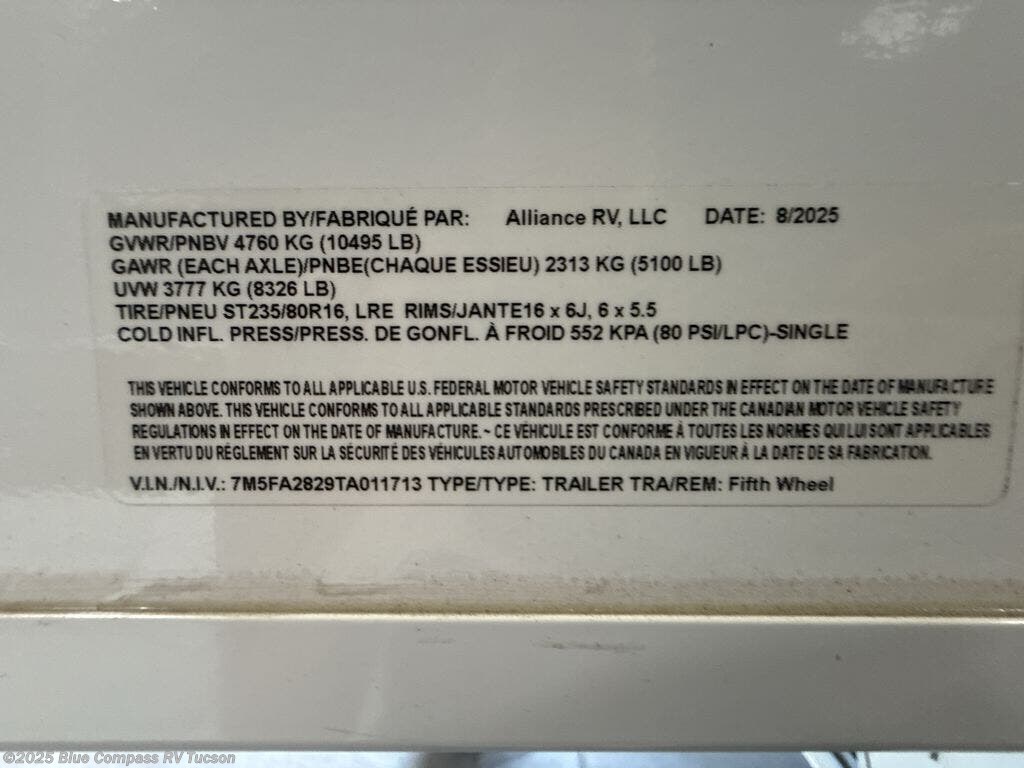 MANUFACTURED BY/FABRIQUÉ PAR: Alliance RV, LLC DATE: 8/2025
GVWR/PNBV 4760 KG (10495 LB)
GAWR (EACH AXLE)/PNBE(CHAQUE ESSIEU) 2313 KG (5100 LB)
UVW 3777 KG (8326 LB)
TIRE/PNEU ST235/80R16, LRE RIMS/JANTE16 x 6J, 6 x 5.5
COLD INFL. PRESS/PRESS. DE GONFL. À FROID 552 KPA (80 PSI/LPC)-SINGLE
THIS VEHICLE CONFORMS TO ALL APPLICABLE U.S. FEDERAL MOTOR VEHICLE SAFETY STANDARDS IN EFFECT ON THE DATE OF MANUFACTURE
SHOWN ABOVE. THIS VEHICLE CONFORMS TO ALL APPLICABLE STANDARDS PRESCRIBED UNDER THE CANADIAN MOTOR VEHICLE SAFETY
REGULATIONS IN EFFECT ON THE DATE OF MANUFACTURE. ~ CE VÉHICULE EST CONFORME À TOUTES LES NORMES QUI LUI SONT APPLICABLES
EN VERTU DU RÈGLEMENT SUR LA SÉCURITÉ DES VÉHICULES AUTOMOBILES DU CANADA EN VIGUEUR À LA DATE DE SA FABRICATION.
V.I.N./N.I.V.: 7M5FA2829TA011713 TYPE/TYPE: TRAILER TRA/REM: Fifth Wheel
©2025 Blue Compass RV Tucson